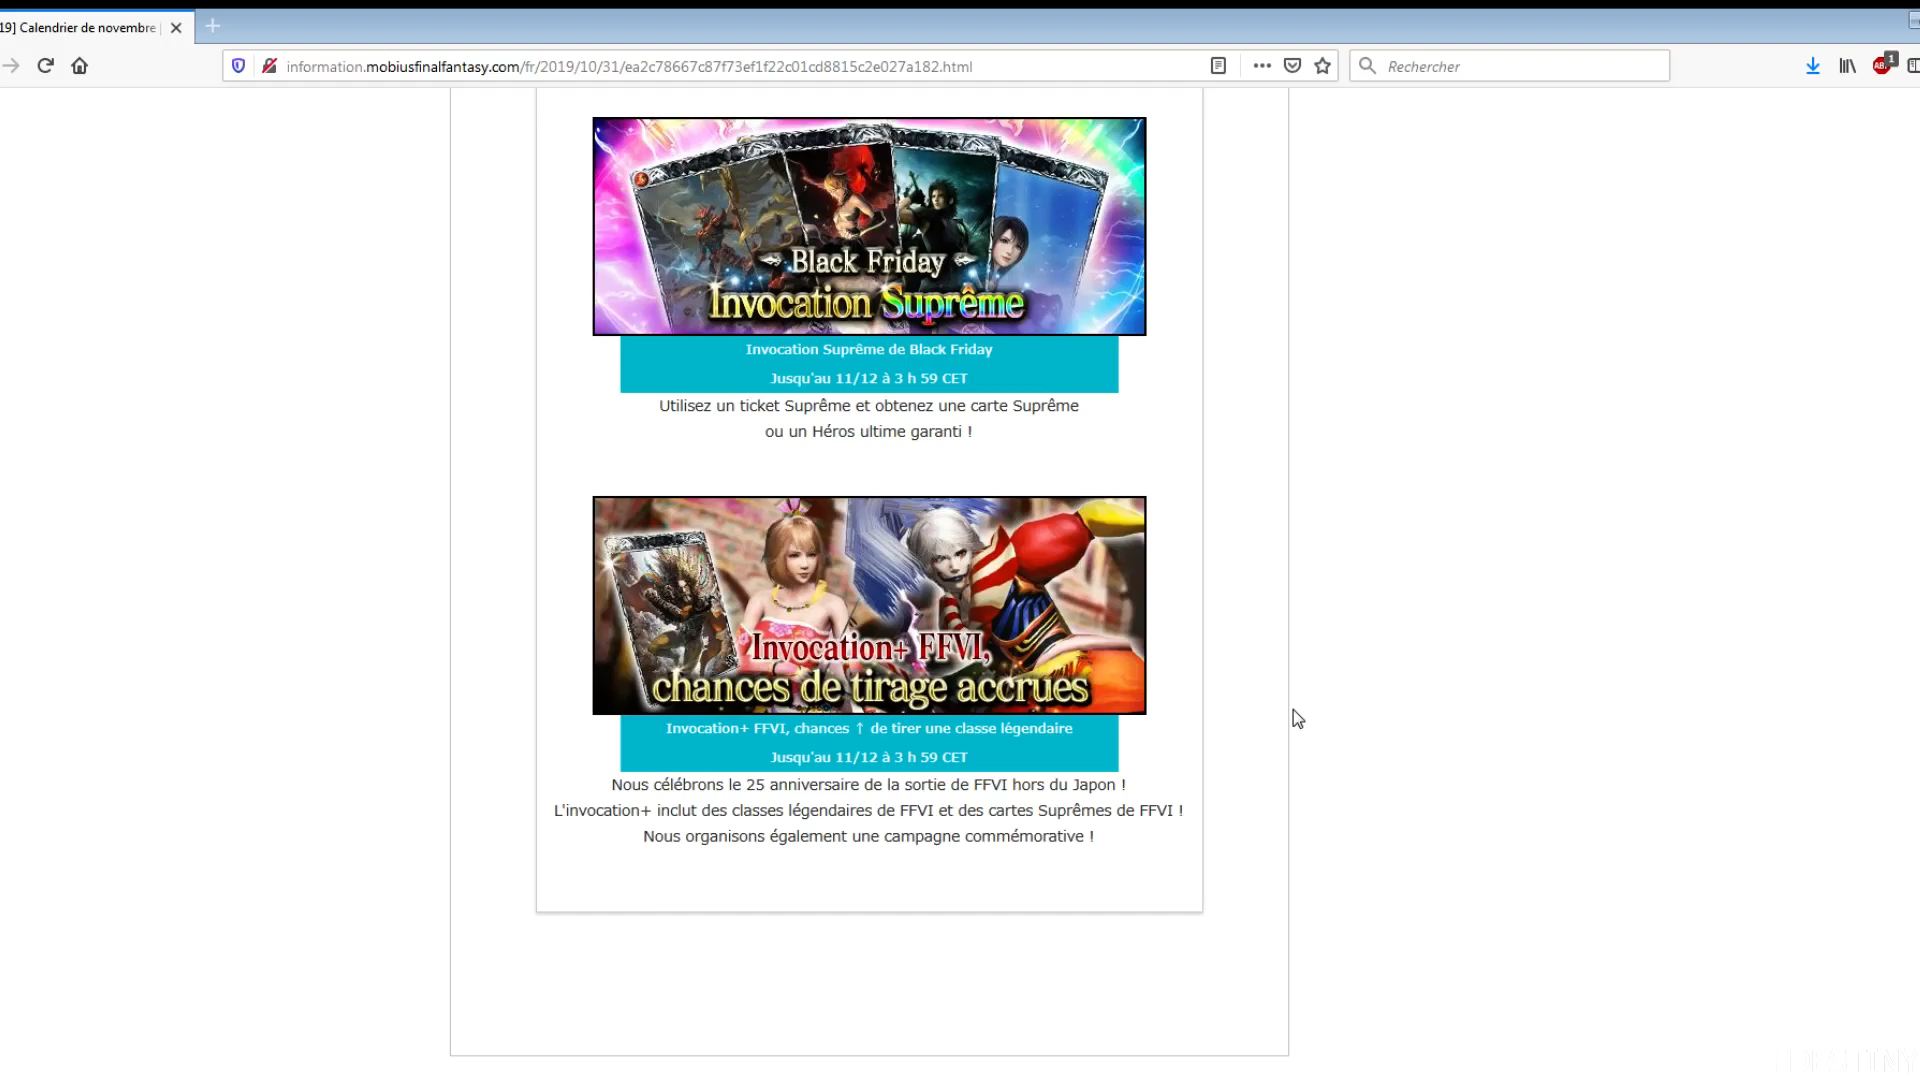 19] Calendrier de novembre |
information.mobiusfinalfantasy.com/fr/2019/10/31/ea2c78667c87f73ef1f22c01cd8815c2e027a182.html
Rechercher
ABP
1
Black Friday
Invocation Suprême
Invocation Suprême de Black Friday
Jusqu'au 11/12 à 3 h 59 CET
Utilisez un ticket Suprême et obtenez une carte Suprême
ou un Héros ultime garanti !
Invocation+ FFVI,
chances de tirage accrues
Invocation+ FFVI, chances ↑ de tirer une classe légendaire
Jusqu'au 11/12 à 3 h 59 CET
Nous célébrons le 25 anniversaire de la sortie de FFVI hors du Japon !
L'invocation+ inclut des classes légendaires de FFVI et des cartes Suprêmes de FFVI !
Nous organisons également une campagne commémorative !